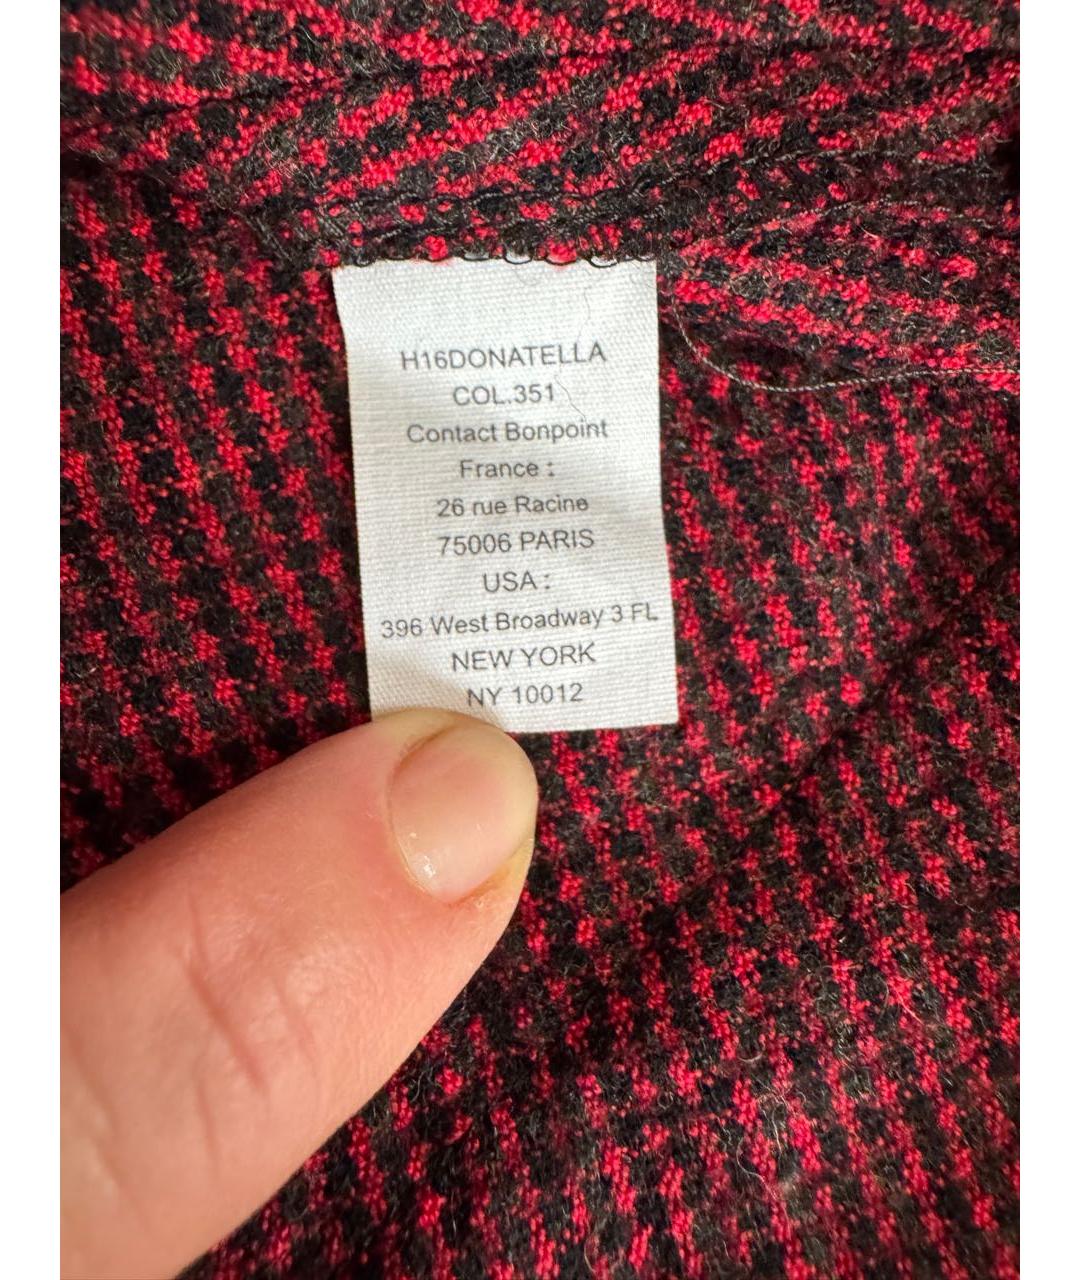 H16DONATELLA
COL.351
Contact Bonpoint
France :
26 rue Racine
75006 PARIS
USA :
396 West Broadway 3 FL
NEW YORK
NY 10012